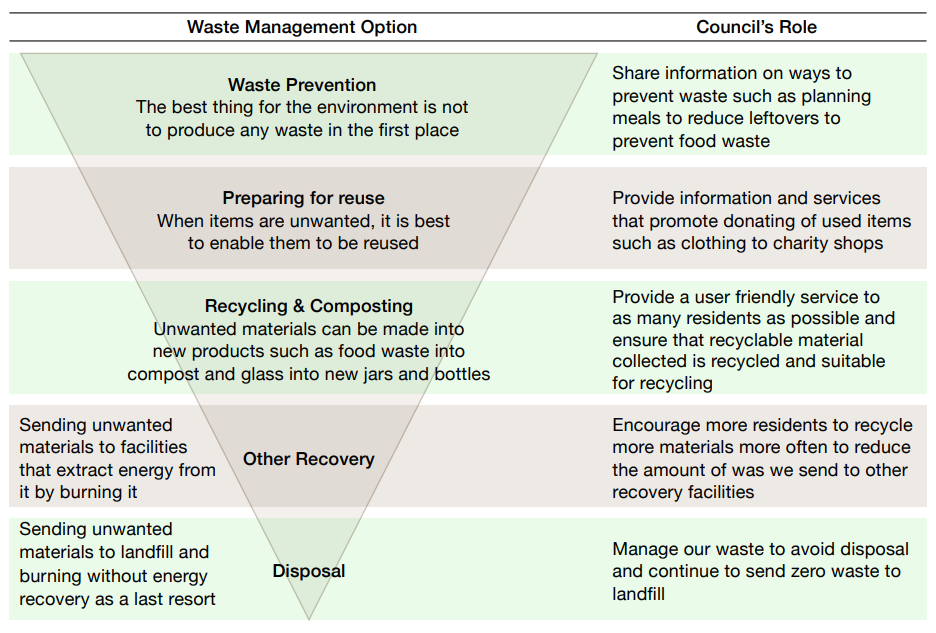 Waste Management Option
Council's Role
Waste Prevention
The best thing for the environment is not
to produce any waste in the first place
Share information on ways to
prevent waste such as planning
meals to reduce leftovers to
prevent food waste
Preparing for reuse
When items are unwanted, it is best
to enable them to be reused
Provide information and services
that promote donating of used items
such as clothing to charity shops
Recycling & Composting
Unwanted materials can be made into
new products such as food waste into
compost and glass into new jars and bottles
Provide a user friendly service to
as many residents as possible and
ensure that recyclable material
collected is recycled and suitable
for recycling
Sending unwanted
materials to facilities
that extract energy from
it by burning it
Other Recovery
Encourage more residents to recycle
more materials more often to reduce
the amount of was we send to other
recovery facilities
Sending unwanted
materials to landfill and
burning without energy
recovery as a last resort
Disposal
Manage our waste to avoid disposal
and continue to send zero waste to
landfill